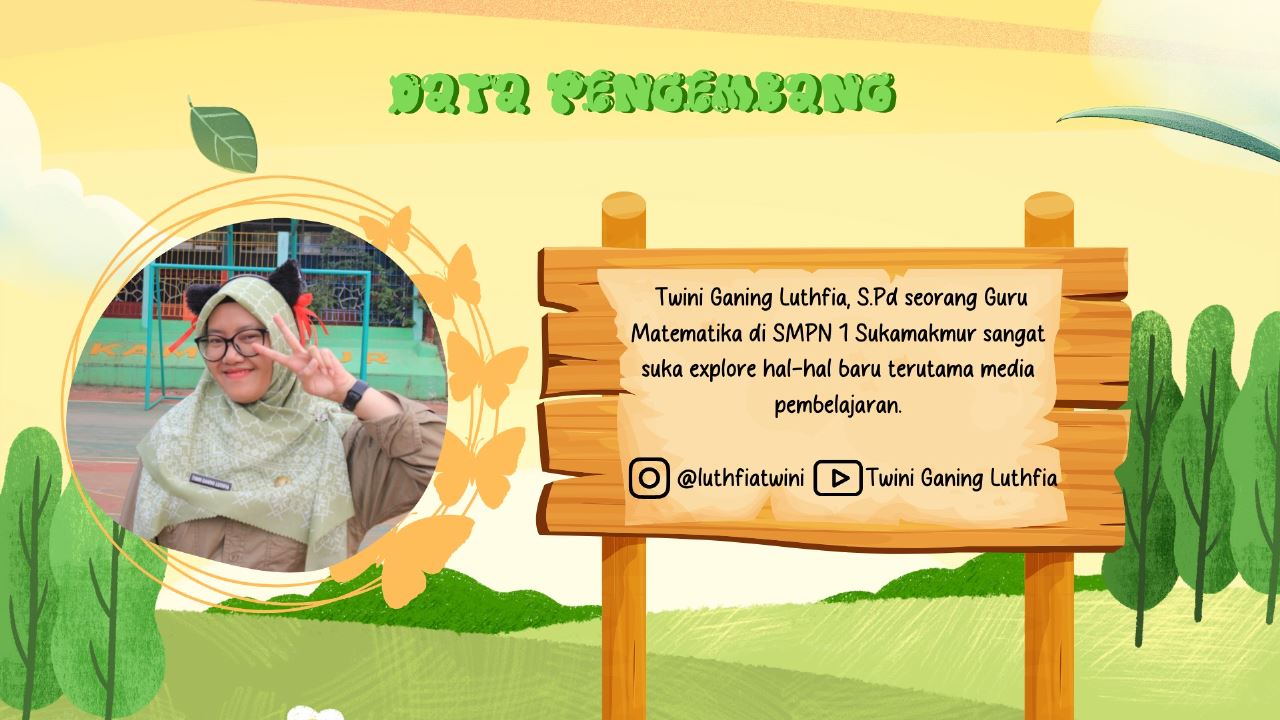 DATA PENGEMBANG
Twini Ganing Luthfia, S.Pd seorang Guru
Matematika di SMPN 1 Sukamakmur sangat
suka explore hal-hal baru terutama media
pembelajaran.
@luthfiatwini Twini Ganing Luthfia